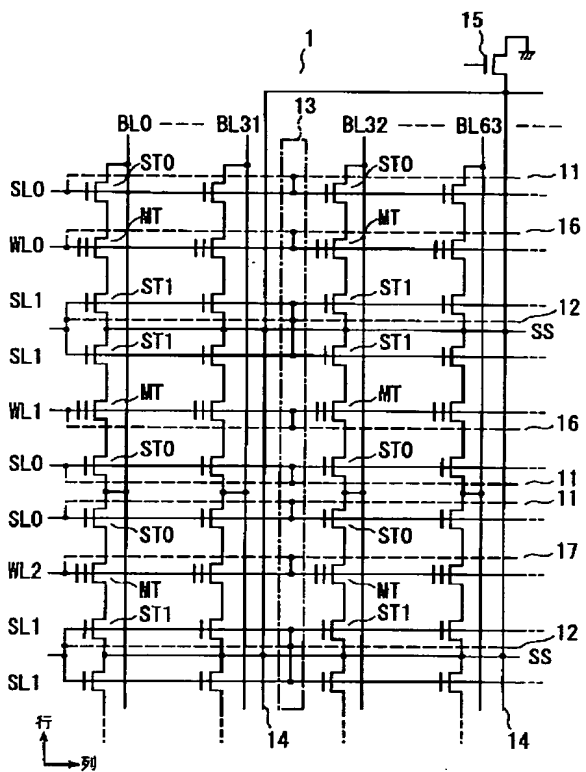 15
1
13
BL0 BL31 BL32 BL63
ST0 ST0 11
SL0
MT MT 16
WL0
ST1 ST1
SL1 12
SS
ST1 ST1
SL1
MT MT
WL1
16
ST0 ST0
SL0
11
11
SL0
ST0 ST0
17
WL2
MT MT
ST1 ST1
SL1 12
SS
SL1
行
14 14
列